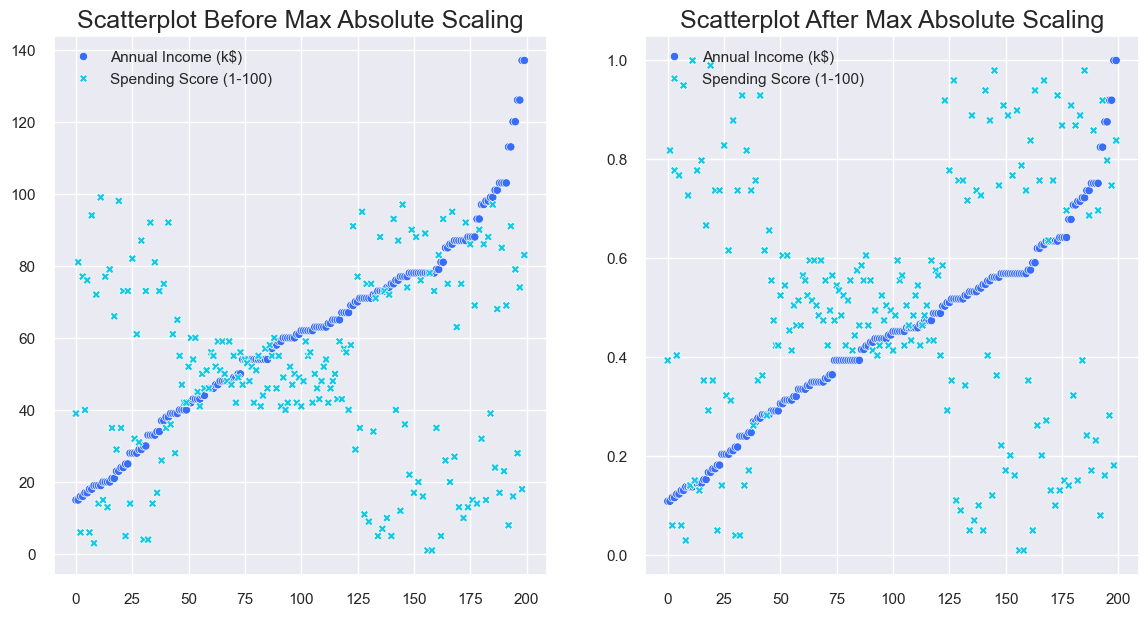 Scatterplot Before Max Absolute Scaling
Annual Income (k$)
Spending Score (1-100)
140
120
100
80
60
40
20
0
0 25 50 75 100 125 150 175 200
Scatterplot After Max Absolute Scaling
Annual Income (k$)
Spending Score (1-100)
1.0
0.8
0.6
0.4
0.2
0.0
0 25 50 75 100 125 150 175 200